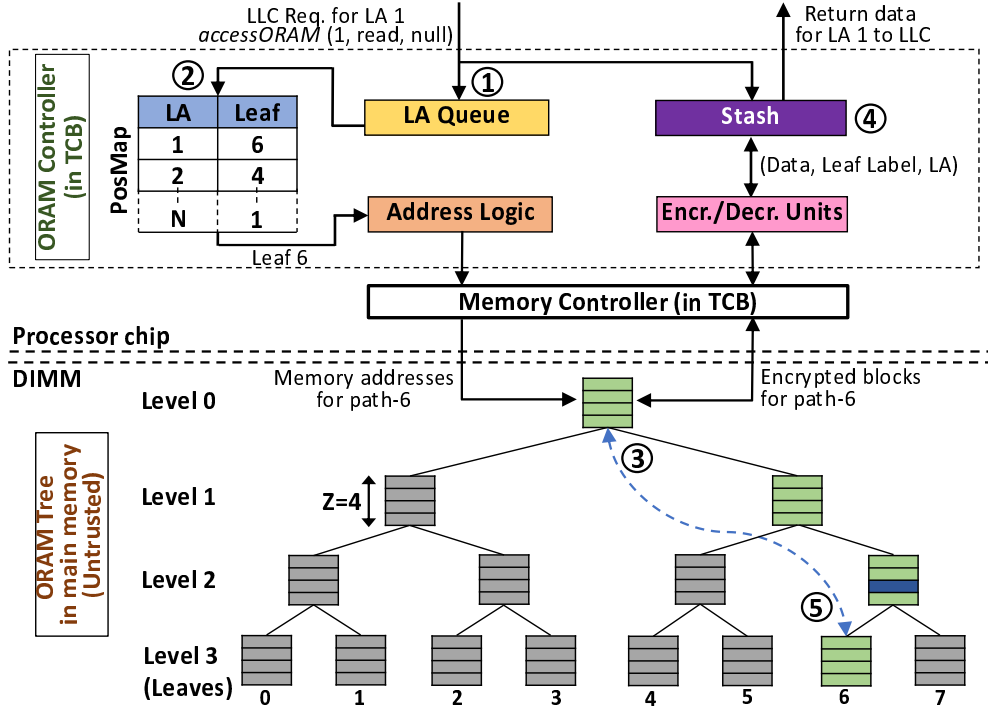 LLC Req. for LA 1
accessORAM (1, read, null)
Return data
for LA 1 to LLC
ORAM Controller
(in TCB)
2
1
PosMap
LA Leaf
1 6
2 4
N 1
LA Queue
Stash
4
(Data, Leaf Label, LA)
Address Logic
Encr./Decr. Units
Leaf 6
Memory Controller (in TCB)
Processor chip
DIMM
Memory addresses
for path-6
Encrypted blocks
for path-6
ORAM Tree
in main memory
(Untrusted)
Level 0
3
Level 1
Z=4
Level 2
5
Level 3
(Leaves)
0 1 2 3 4 5 6 7